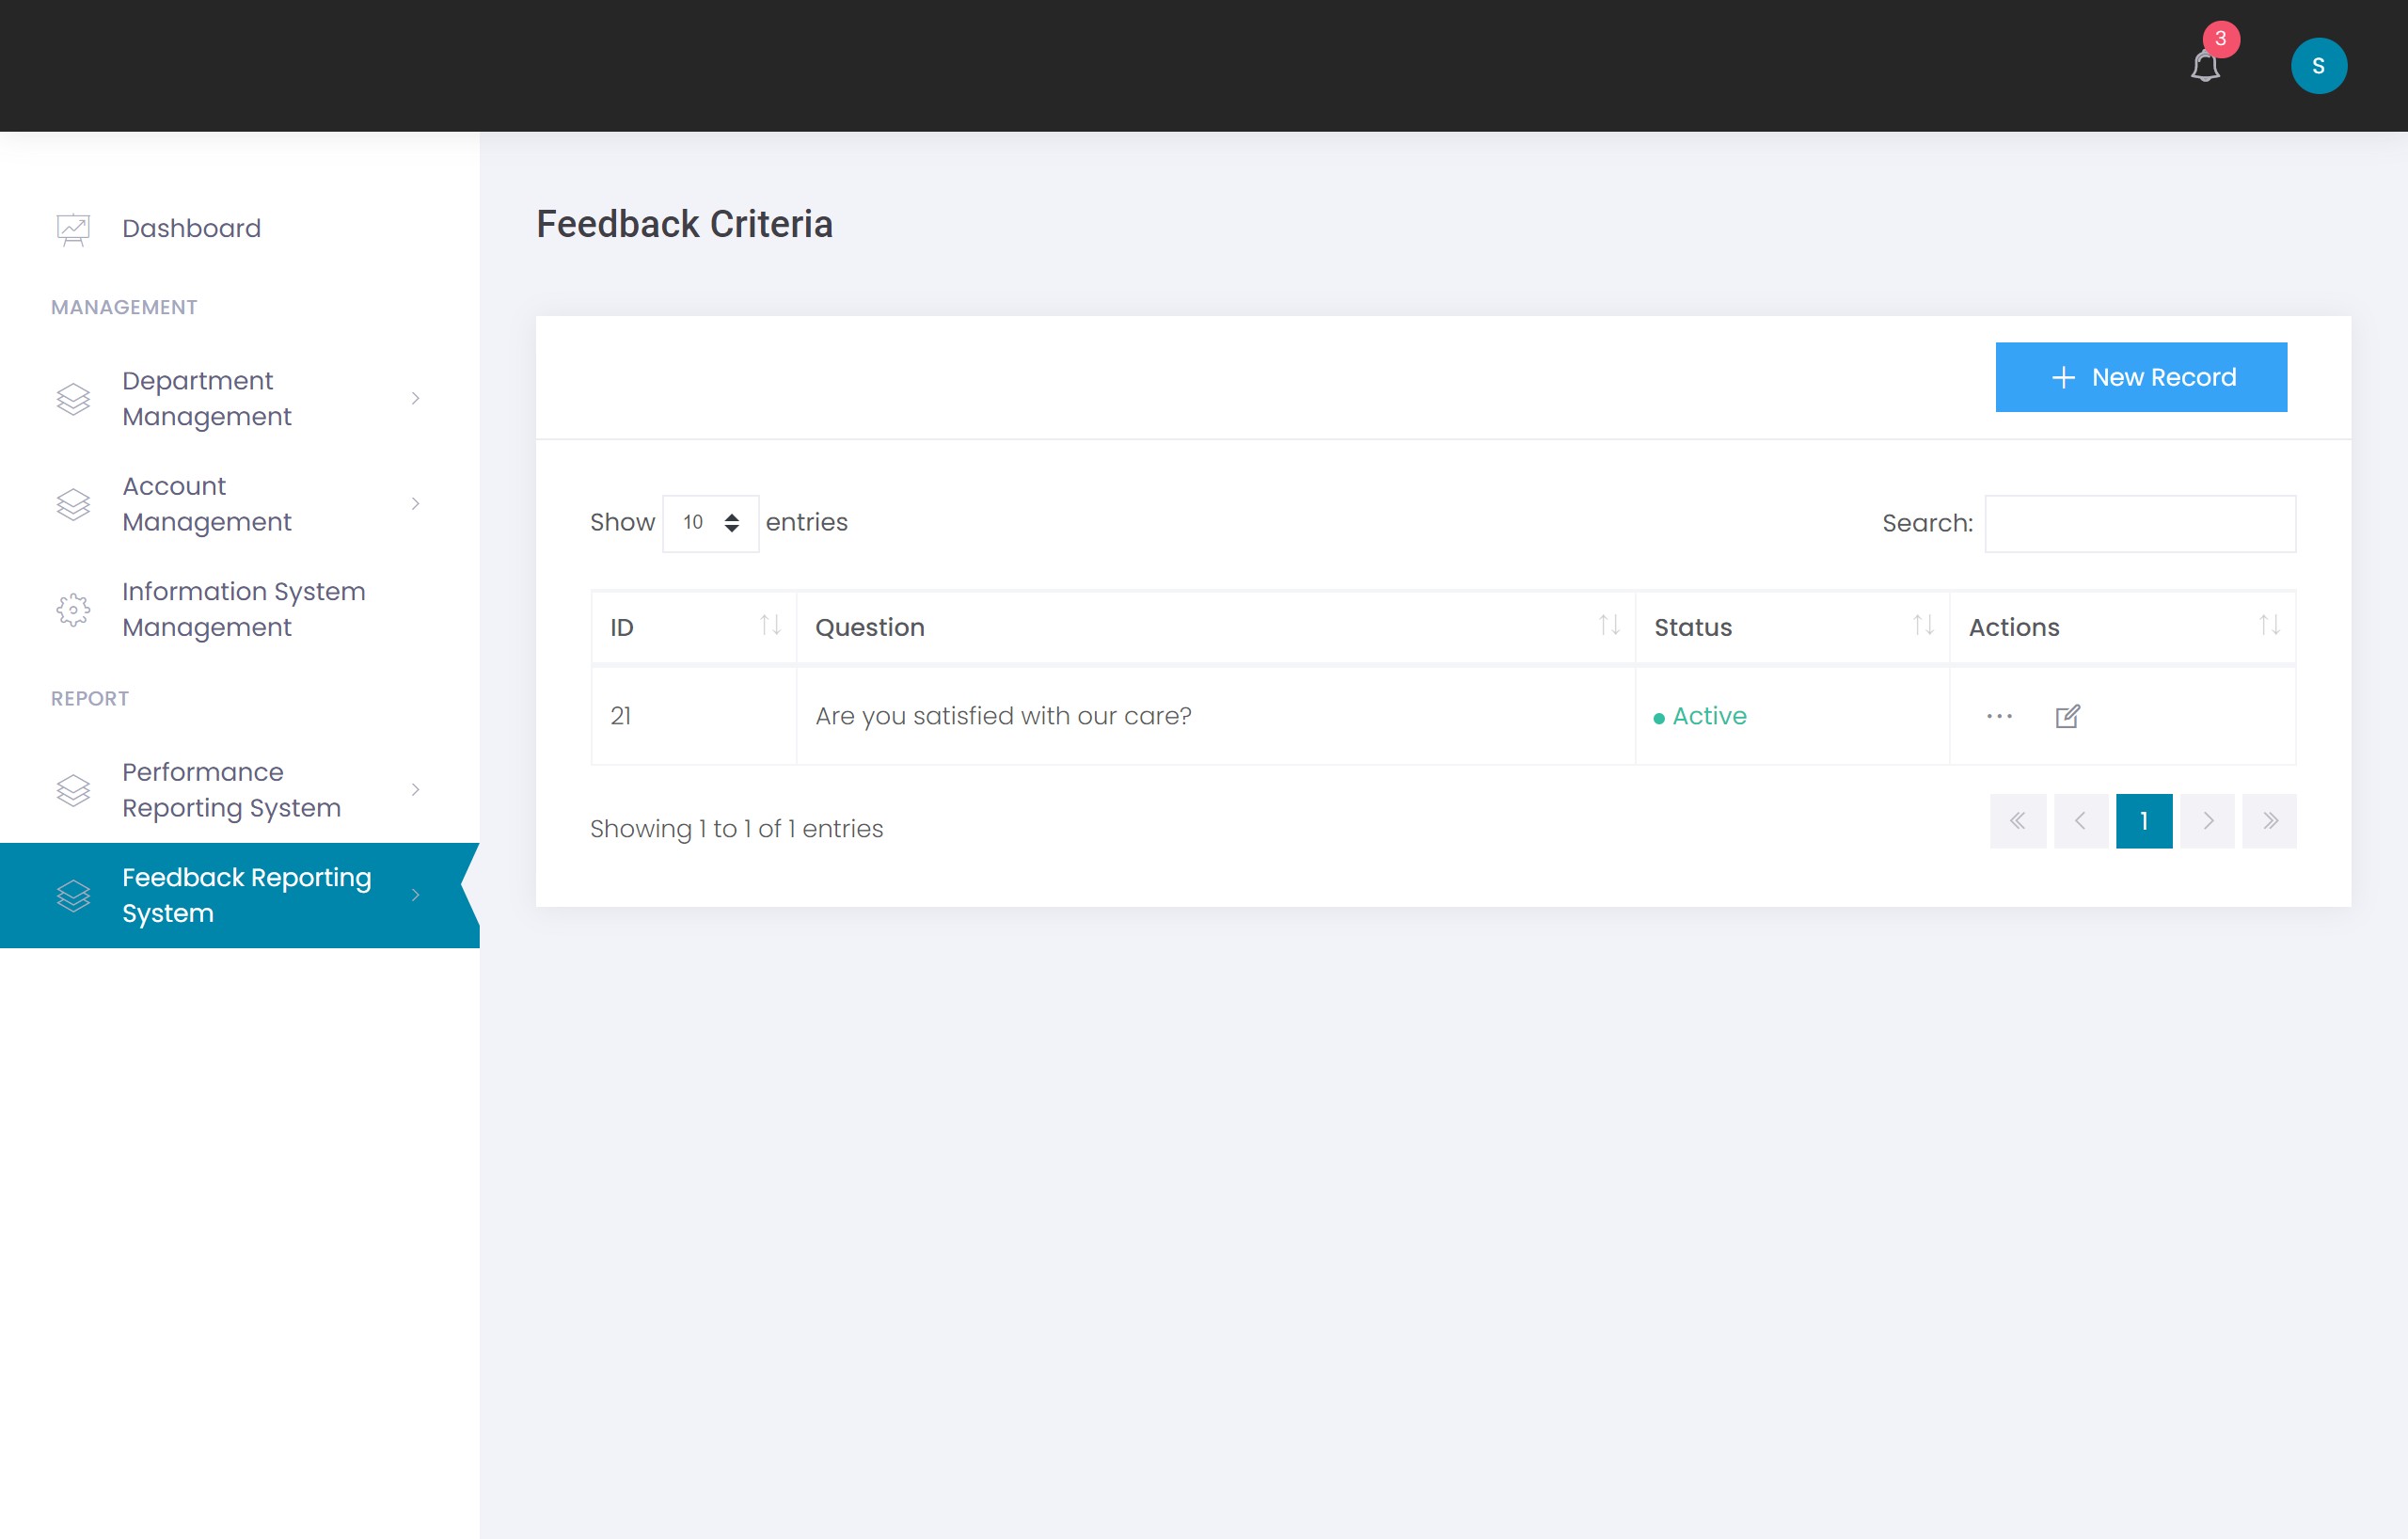 3
S
Dashboard
MANAGEMENT
Department
Management
Account
Management
Information System
Management
REPORT
Performance
Reporting System
Feedback Reporting
System
Feedback Criteria
New Record
Show 10 entries
Search:
ID Question Status Actions
21 Are you satisfied with our care? Active
Showing 1 to 1 of 1 entries
1